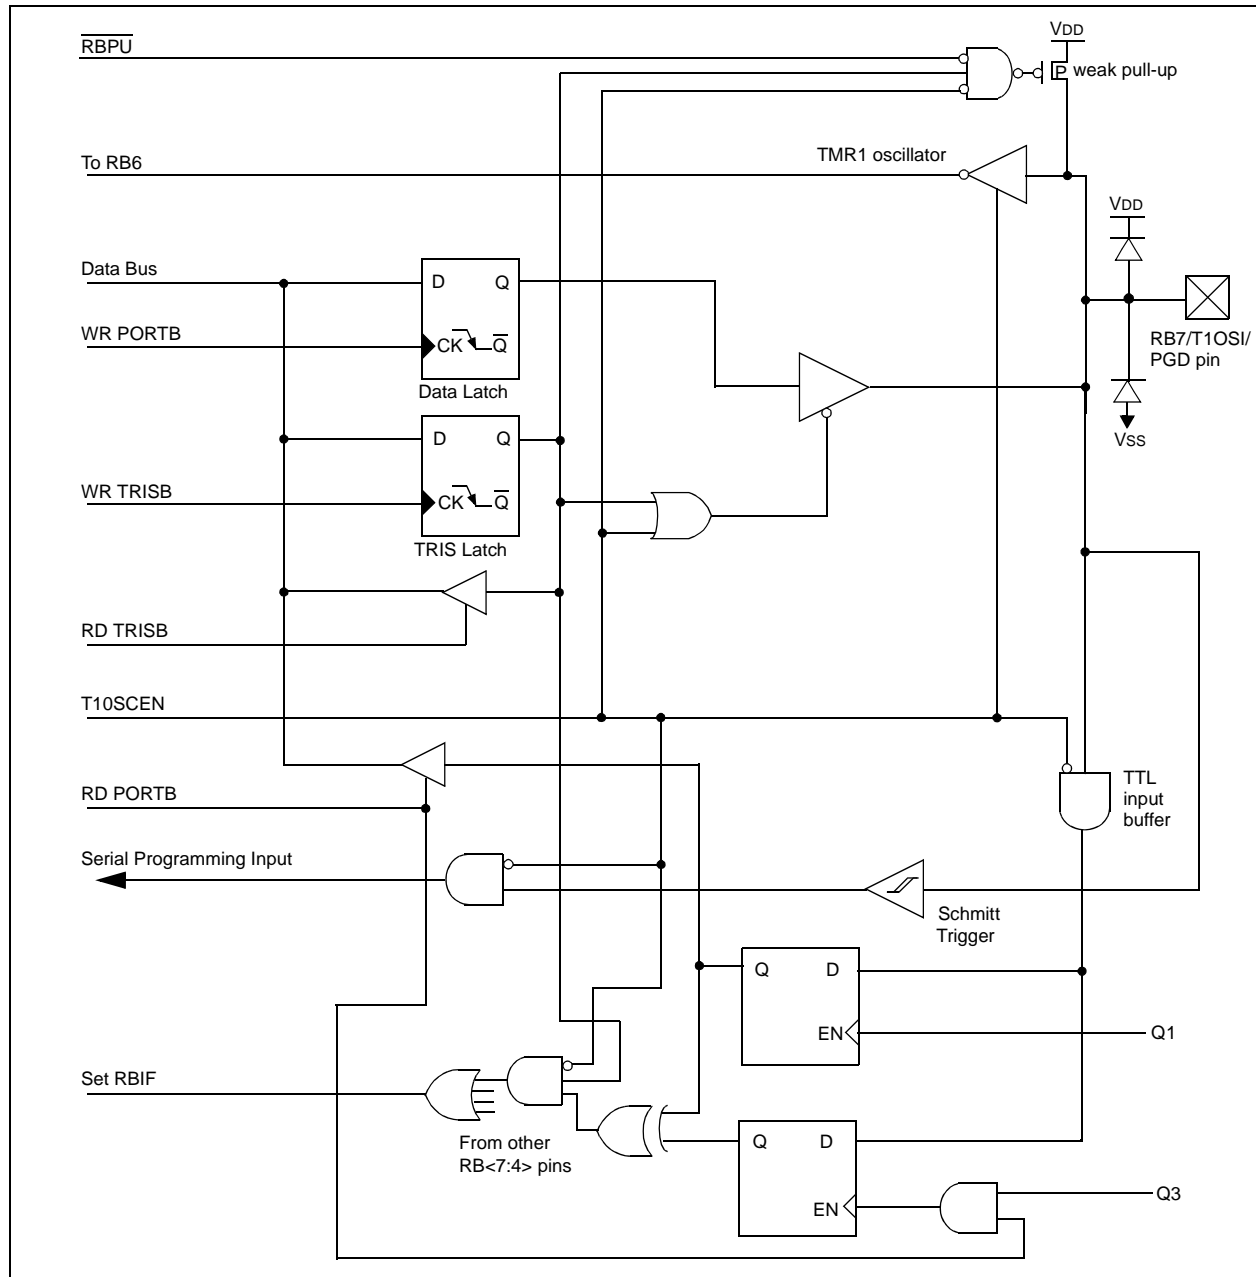 RBPU
VDD
P
weak pull-up
To RB6
TMR1 oscillator
VDD
Data Bus
D Q
WR PORTB
CK Q
Data Latch
RB7/T1OSI/
PGD pin
VSS
D Q
WR TRISB
CK Q
TRIS Latch
RD TRISB
T10SCEN
RD PORTB
TTL
input
buffer
Serial Programming Input
Schmitt
Trigger
Q D
EN
Q1
Set RBIF
From other
RB<7:4> pins
Q D
EN
Q3